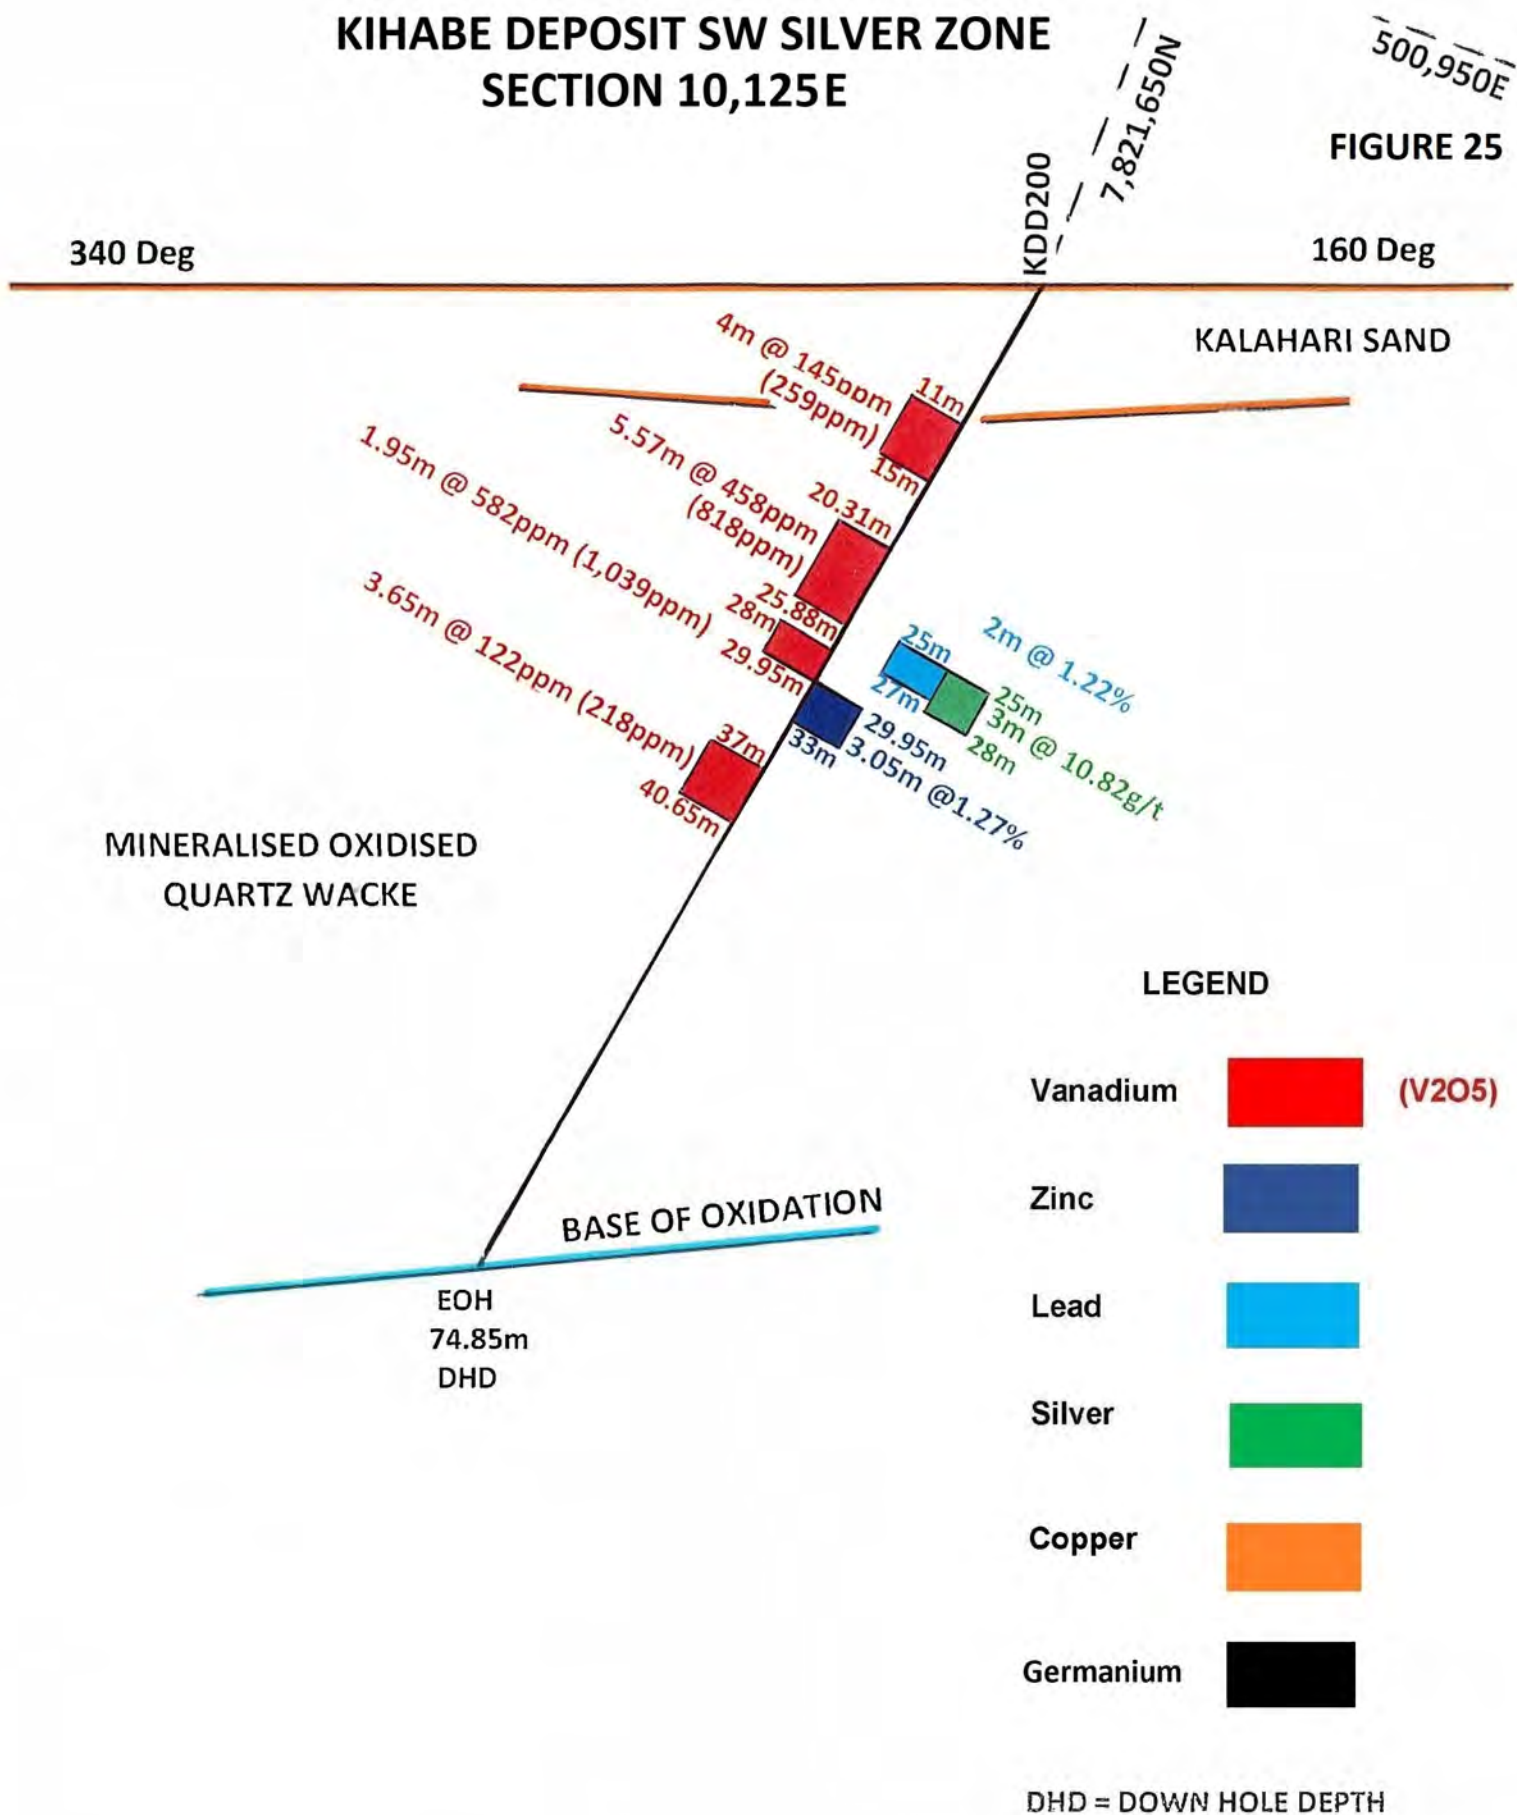 KIHABE DEPOSIT SW SILVER ZONE
SECTION 10,125E
7,821,650N
500,950E
FIGURE 25
KDD200
340 Deg
160 Deg
KALAHARI SAND
4m @ 145ppm
(259ppm)
11m
15m
5.57m @ 458ppm
(818ppm)
20.31m
25.88m
1.95m @ 582ppm (1,039ppm)
28m
29.95m
3.65m @ 122ppm (218ppm)
37m
40.65m
25m
27m
2m @ 1.22%
25m
3m @ 10.82g/t
28m
29.95m
3.05m @1.27%
33m
MINERALISED OXIDISED
QUARTZ WACKE
BASE OF OXIDATION
EOH
74.85m
DHD
LEGEND
Vanadium (V2O5)
Zinc
Lead
Silver
Copper
Germanium
DHD = DOWN HOLE DEPTH